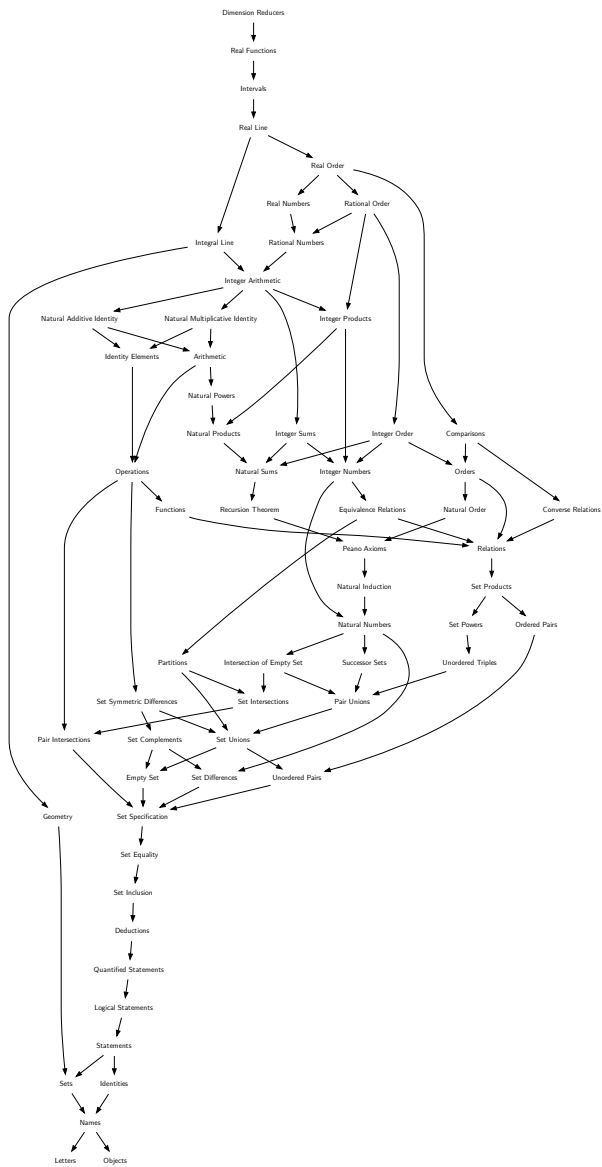 Dimension Reducers
Real Functions
Intervals
Real Line
Real Order
Real Numbers
Rational Order
Integral Line
Rational Numbers
Integer Arithmetic
Natural Additive Identity
Natural Multiplicative Identity
Integer Products
Identity Elements
Arithmetic
Natural Powers
Natural Products
Integer Sums
Integer Order
Comparisons
Operations
Natural Sums
Integer Numbers
Orders
Functions
Recursion Theorem
Equivalence Relations
Natural Order
Converse Relations
Peano Axioms
Relations
Natural Induction
Set Products
Natural Numbers
Set Powers
Ordered Pairs
Partitions
Intersection of Empty Set
Successor Sets
Unordered Triples
Set Symmetric Differences
Set Intersections
Pair Unions
Pair Intersections
Set Complements
Set Unions
Empty Set
Set Differences
Unordered Pairs
Geometry
Set Specification
Set Equality
Set Inclusion
Deductions
Quantified Statements
Logical Statements
Statements
Sets
Identities
Names
Letters
Objects